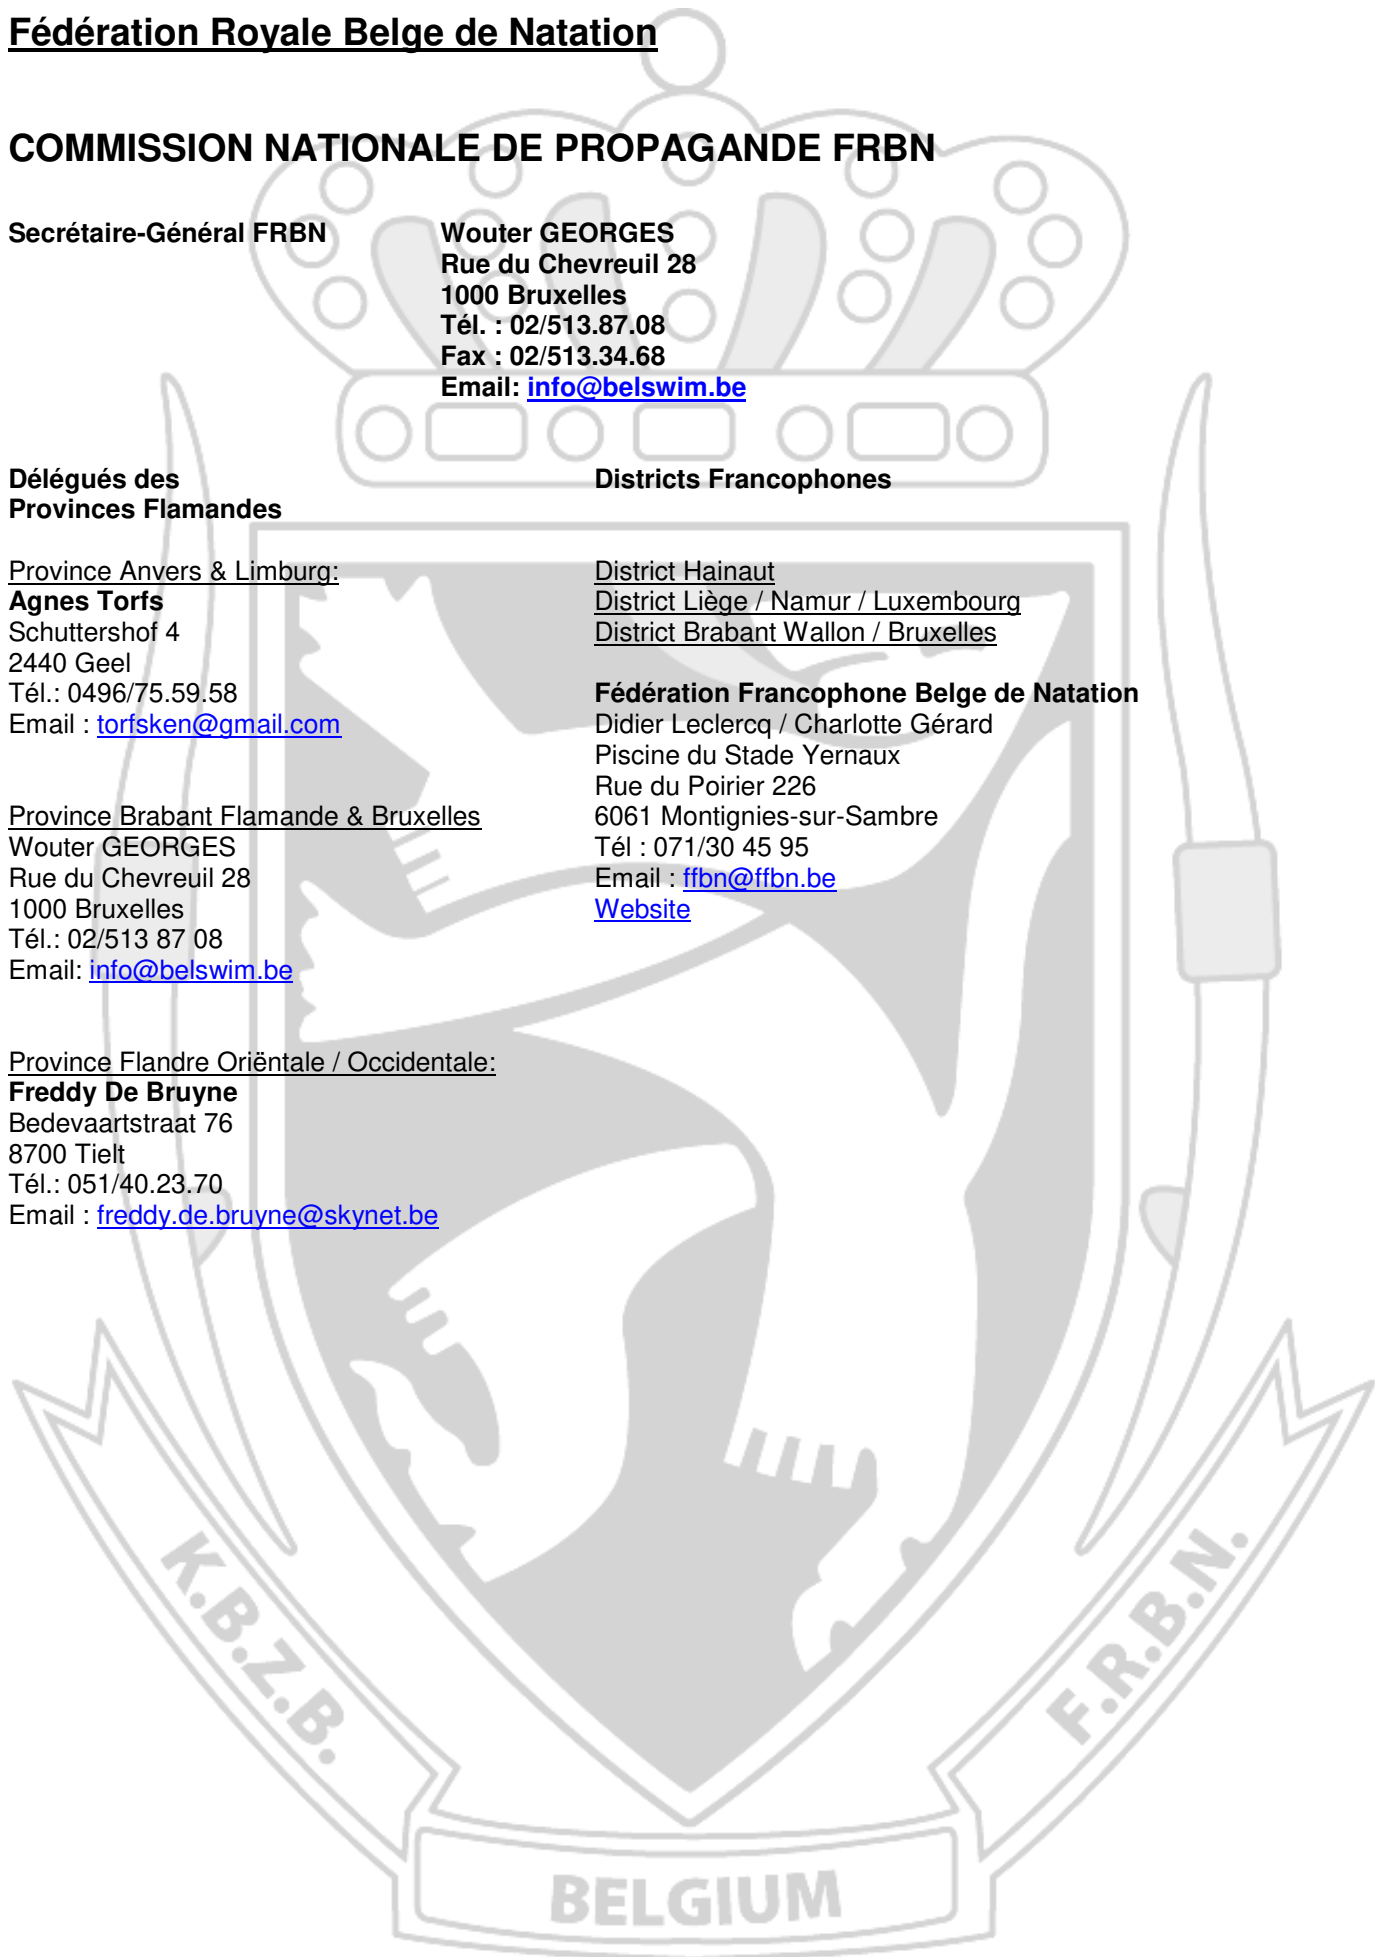 Fédération Royale Belge de Natation
COMMISSION NATIONALE DE PROPAGANDE FRBN
Secrétaire-Général FRBN
Wouter GEORGES
Rue du Chevreuil 28
1000 Bruxelles
Tél. : 02/513.87.08
Fax : 02/513.34.68
Email: info@belswim.be
Délégués des
Provinces Flamandes
Province Anvers & Limburg:
Agnes Torfs
Schuttershof 4
2440 Geel
Tél.: 0496/75.59.58
Email : torfsken@gmail.com
Province Brabant Flamande & Bruxelles
Wouter GEORGES
Rue du Chevreuil 28
1000 Bruxelles
Tél.: 02/513 87 08
Email: info@belswim.be
Province Flandre Oriëntale / Occidentale:
Freddy De Bruyne
Bedevaartstraat 76
8700 Tielt
Tél.: 051/40.23.70
Email : freddy.de.bruyne@skynet.be
Districts Francophones
District Hainaut
District Liège / Namur / Luxembourg
District Brabant Wallon / Bruxelles
Fédération Francophone Belge de Natation
Didier Leclercq / Charlotte Gérard
Piscine du Stade Yernaux
Rue du Poirier 226
6061 Montignies-sur-Sambre
Tél : 071/30 45 95
Email : ffbn@ffbn.be
Website
K.B.Z.B.
F.R.B.N.
BELGIUM